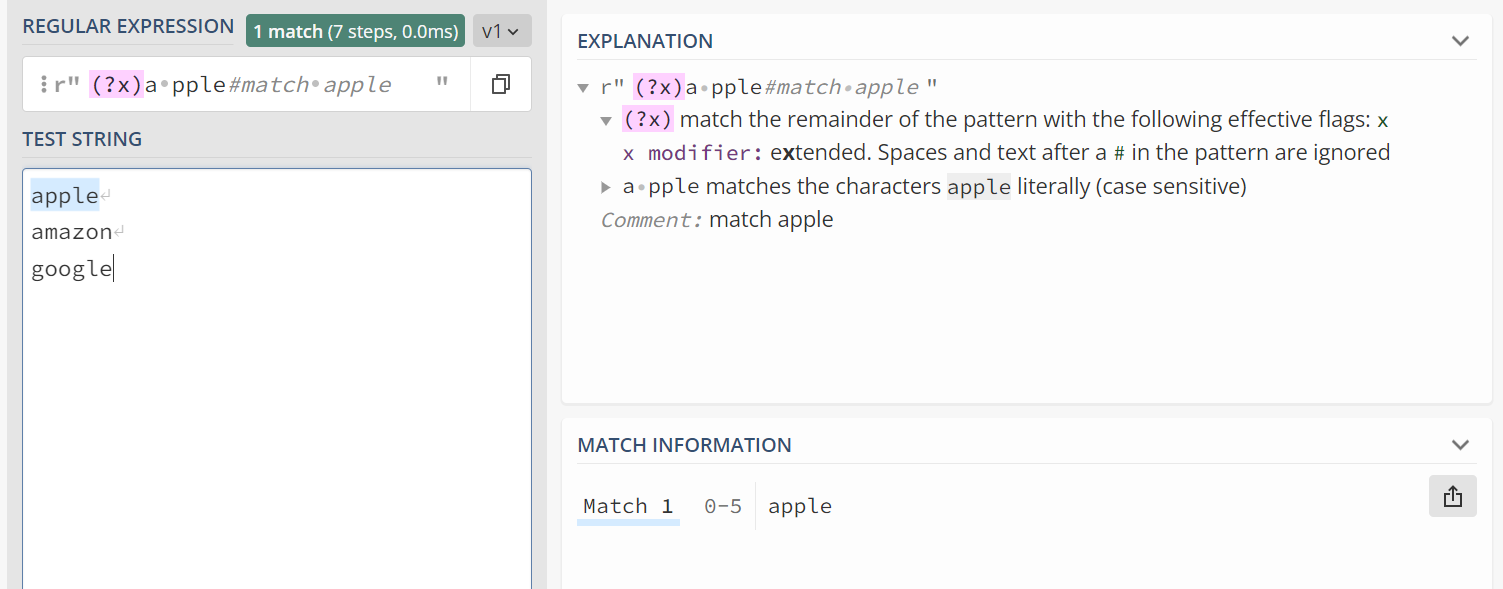 REGULAR EXPRESSION
1 match (7 steps, 0.0ms)
v1
r" (?x)a·pple#match·apple "
TEST STRING
apple↵
amazon↵
google
EXPLANATION
r" (?x)a·pple#match·apple "
(?x) match the remainder of the pattern with the following effective flags: x
x modifier: extended. Spaces and text after a # in the pattern are ignored
a·pple matches the characters apple literally (case sensitive)
Comment: match apple
MATCH INFORMATION
Match 1 0-5 apple